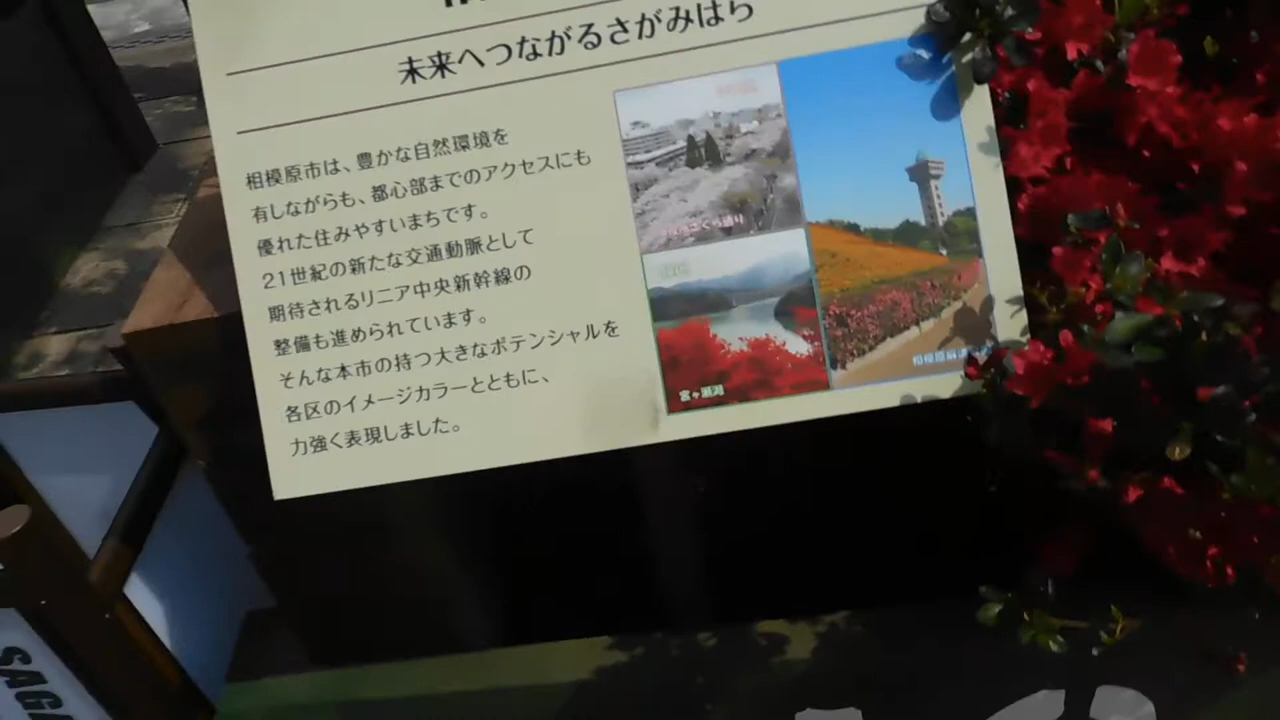 未来へつながるさがみはら
相模原市は、豊かな自然環境を
有しながらも、都心部までのアクセスにも
優れた住みやすいまちです。
21世紀の新たな交通動脈として
期待されるリニア中央新幹線の
整備も進められています。
そんな本市の持つ大きなポテンシャルを
各区のイメージカラーとともに、
力強く表現しました。
宮ヶ瀬湖
相模原麻溝
SAGA